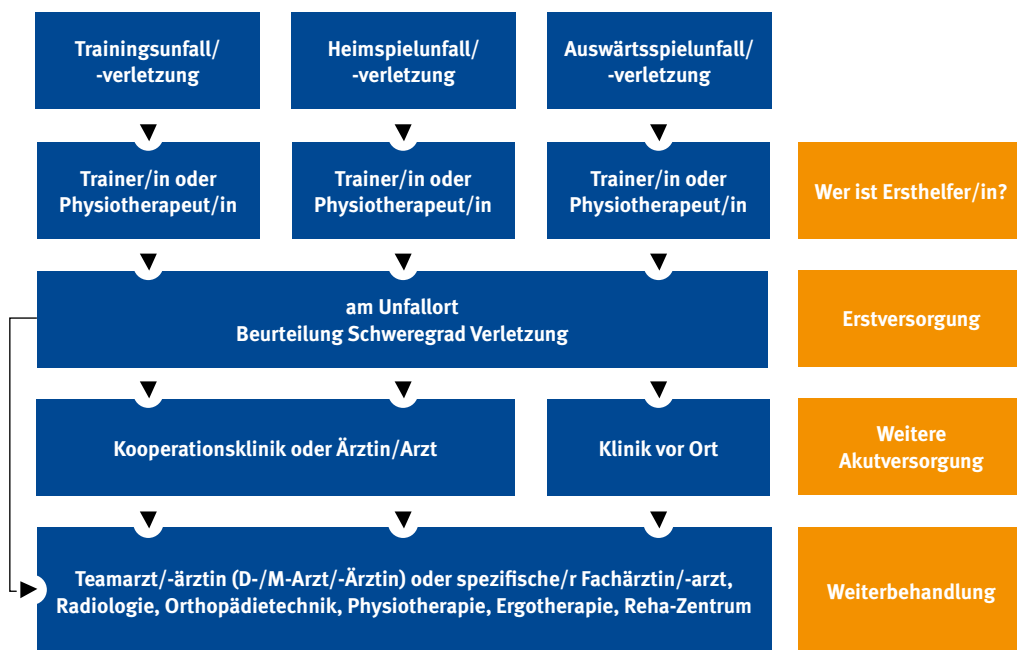 Trainingsunfall/
-verletzung
Heimspielunfall/
-verletzung
Auswärtsspielunfall/
-verletzung
Trainer/in oder
Physiotherapeut/in
Trainer/in oder
Physiotherapeut/in
Trainer/in oder
Physiotherapeut/in
Wer ist Ersthelfer/in?
am Unfallort
Beurteilung Schweregrad Verletzung
Erstversorgung
Kooperationsklinik oder Ärztin/Arzt
Klinik vor Ort
Weitere
Akutversorgung
Teamarzt/-ärztin (D-/M-Arzt/-Ärztin) oder spezifische/r Fachärztin/-arzt,
Radiologie, Orthopädietechnik, Physiotherapie, Ergotherapie, Reha-Zentrum
Weiterbehandlung